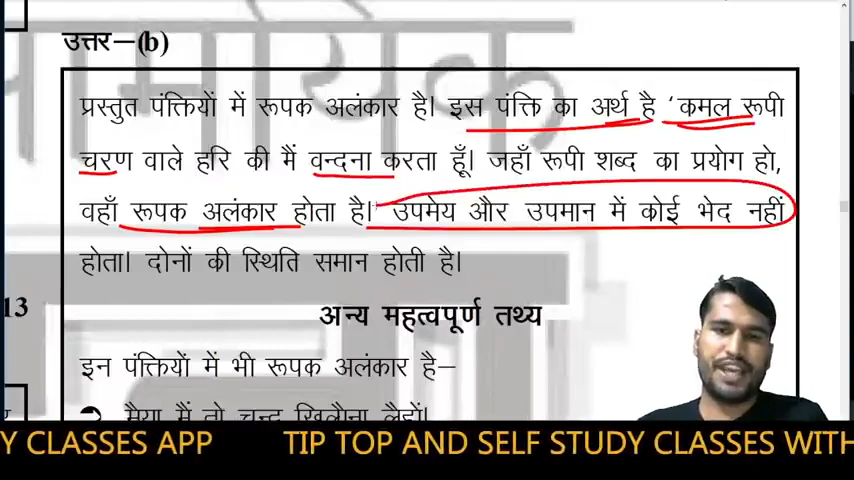 उत्तर–(b)
प्रस्तुत पंक्तियों में रूपक अलंकार है। इस पंक्ति का अर्थ है ‘कमल रूपी
चरण वाले हरि की मैं वन्दना करता हूँ। जहाँ रूपी शब्द का प्रयोग हो,
वहाँ रूपक अलंकार होता है।’ उपमेय और उपमान में कोई भेद नहीं
होता। दोनों की स्थिति समान होती है।
13
अन्य महत्वपूर्ण तथ्य
इन पंक्तियों में भी रूपक अलंकार है–
मैया मैं तो चन्द्र खिलौना लैहों।
Y CLASSES APP TIP TOP AND SELF STUDY CLASSES WITH